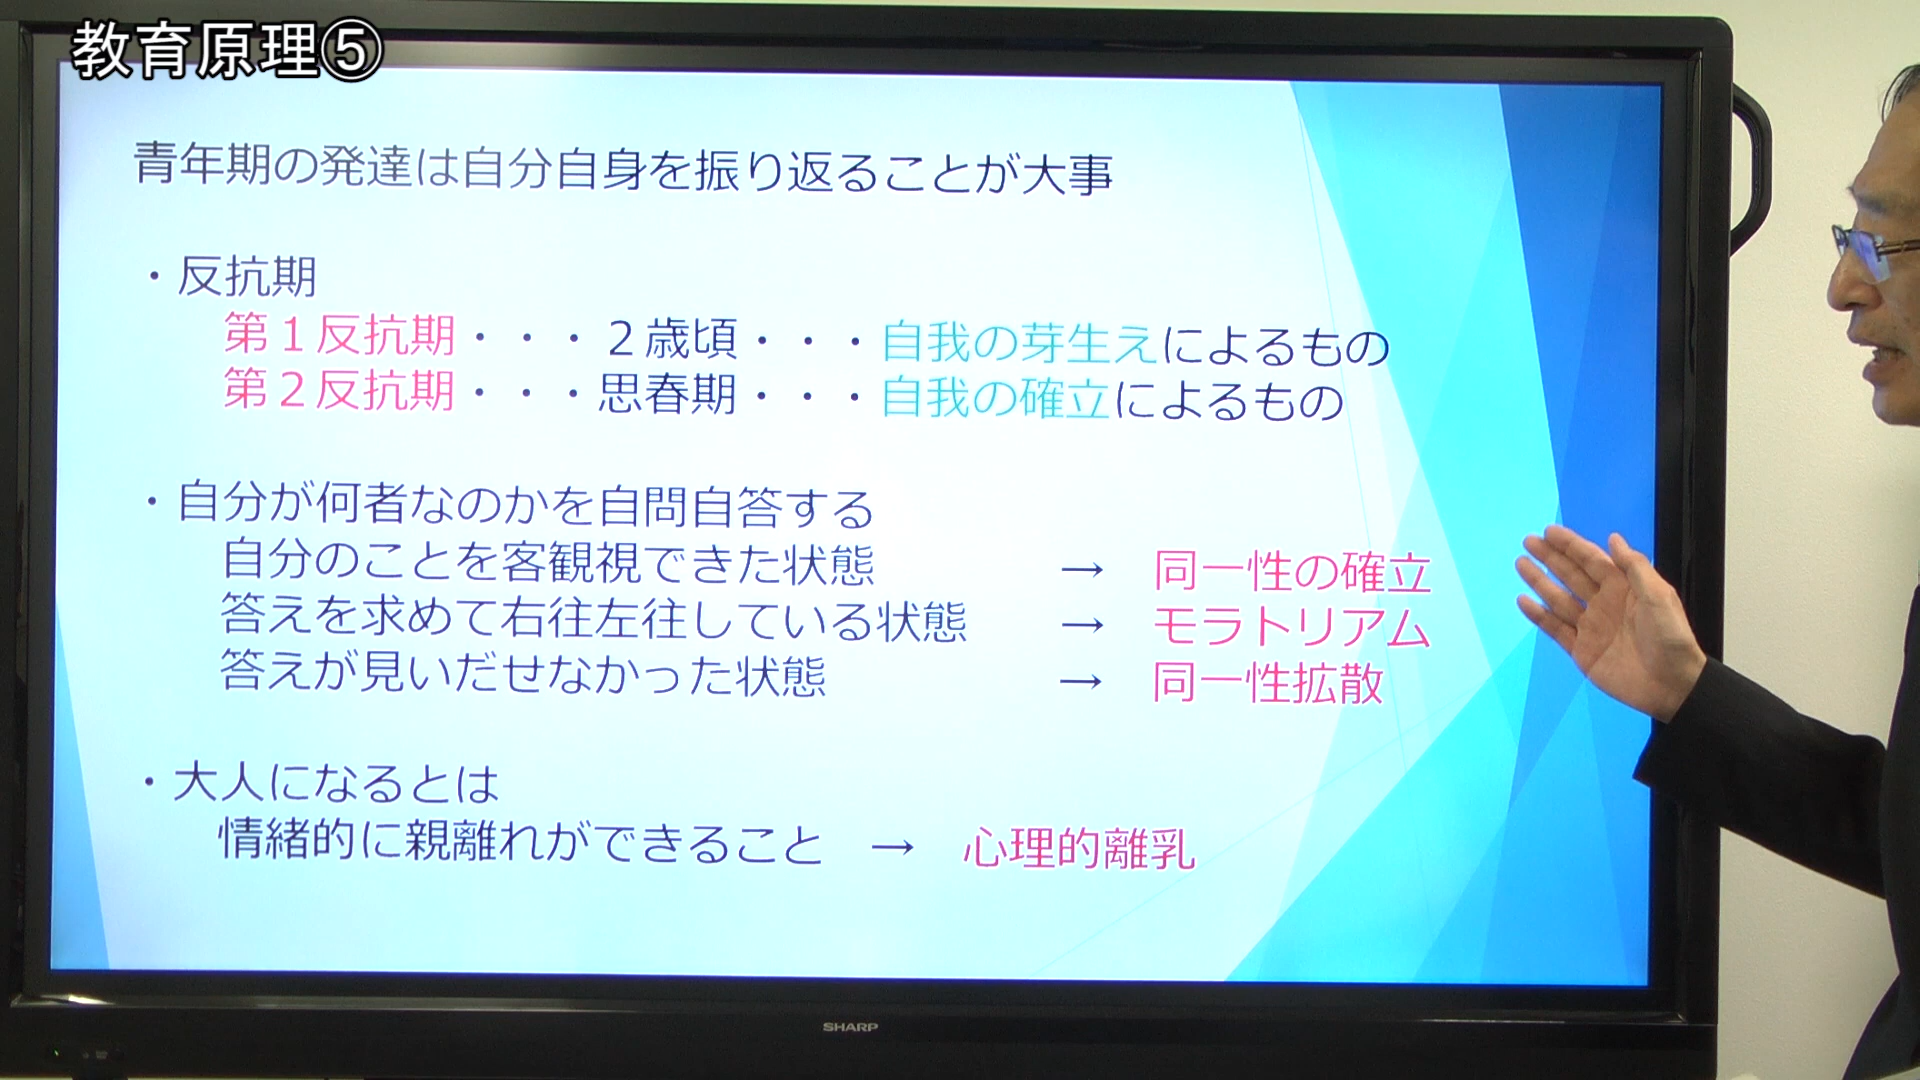 教育原理⑤
青年期の発達は自分自身を振り返ることが大事
・反抗期
第１反抗期・・・２歳頃・・・自我の芽生えによるもの
第２反抗期・・・思春期・・・自我の確立によるもの
・自分が何者なのかを自問自答する
自分のことを客観視できた状態　→　同一性の確立
答えを求めて右往左往している状態　→　モラトリアム
答えが見いだせなかった状態　→　同一性拡散
・大人になるとは
情緒的に親離れができること　→　心理的離乳
SHARP